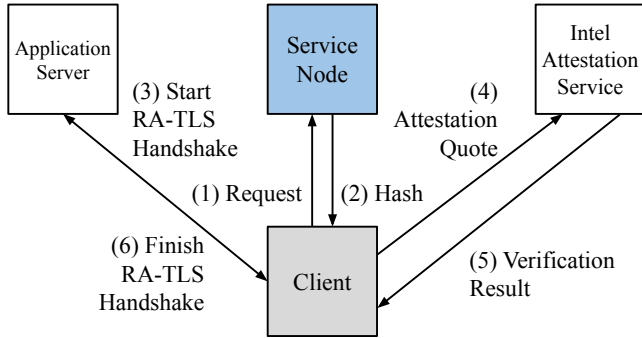 Application
Server
Service
Node
Intel
Attestation
Service
(3) Start
RA-TLS
Handshake
(4)
Attestation
Quote
(1) Request
(2) Hash
(6) Finish
RA-TLS
Handshake
Client
(5) Verification
Result